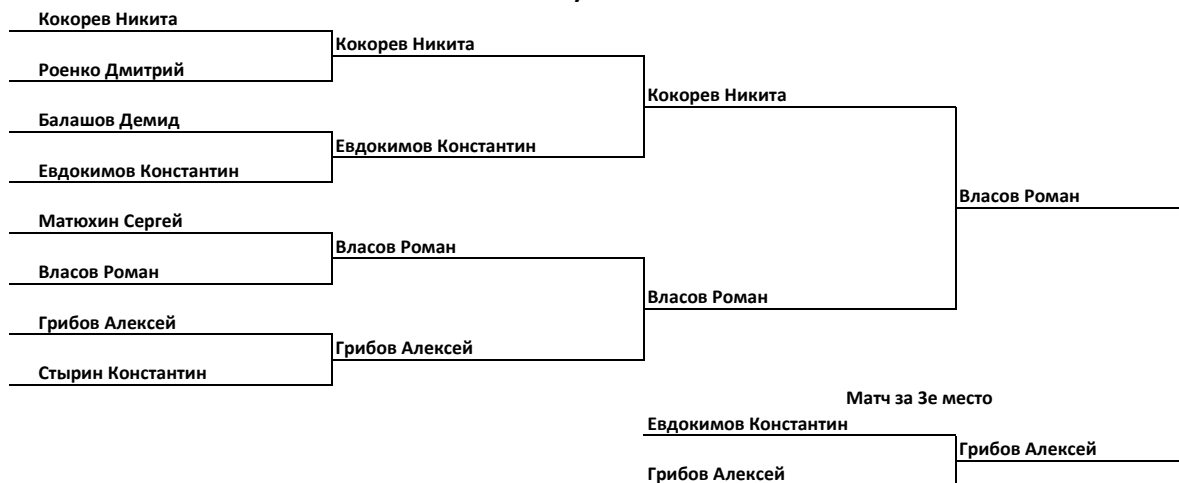 Кокорев Никита
Кокорев Никита
Роенко Дмитрий
Кокорев Никита
Балашов Демид
Евдокимов Константин
Евдокимов Константин
Власов Роман
Матюхин Сергей
Власов Роман
Власов Роман
Власов Роман
Грибов Алексей
Грибов Алексей
Стырин Константин
Матч за 3е место
Евдокимов Константин
Грибов Алексей
Грибов Алексей